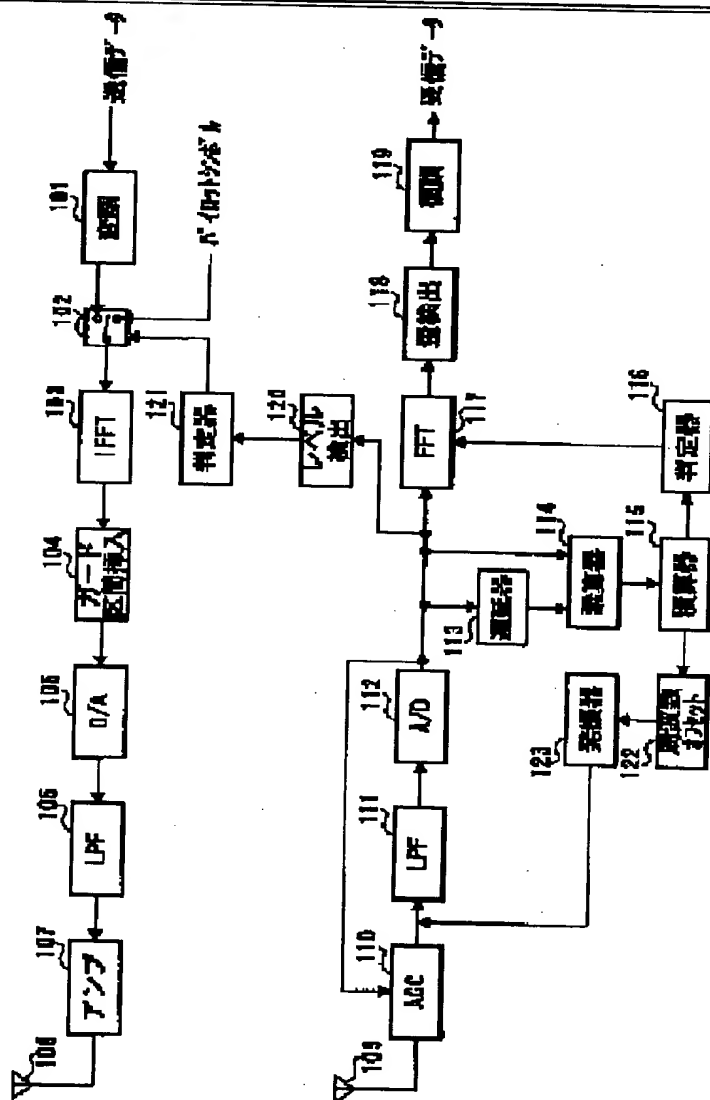 送信データ
101
変調
パイロットシンボル
102
103
IFFT
104
ガード
区間挿入
105
D/A
106
LPF
107
アンプ
108
121
判定器
120
レベル
検出
受信データ
119
復調
118
重検出
FFT
117
116
判定器
114
乗算器
115
積算器
113
遅延器
112
A/D
111
LPF
110
AGC
109
123
発振器
122
周波数
オフセット